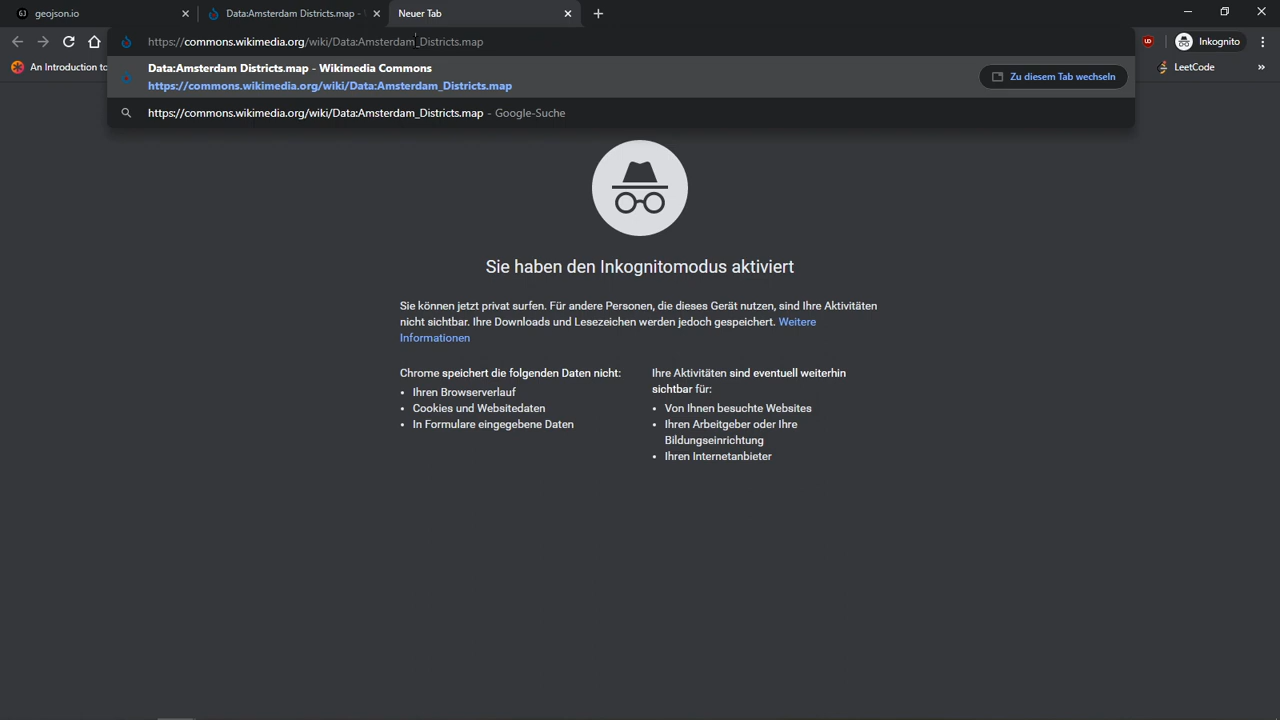 geojson.io
Data:Amsterdam Districts.map -
Neuer Tab
https://commons.wikimedia.org/wiki/Data:Amsterdam_Districts.map
Inkognito
An Introduction to
Data:Amsterdam Districts.map - Wikimedia Commons
https://commons.wikimedia.org/wiki/Data:Amsterdam_Districts.map
Zu diesem Tab wechseln
LeetCode
https://commons.wikimedia.org/wiki/Data:Amsterdam_Districts.map - Google-Suche
Sie haben den Inkognitomodus aktiviert
Sie können jetzt privat surfen. Für andere Personen, die dieses Gerät nutzen, sind Ihre Aktivitäten
nicht sichtbar. Ihre Downloads und Lesezeichen werden jedoch gespeichert. Weitere
Informationen
Chrome speichert die folgenden Daten nicht:
• Ihren Browserverlauf
• Cookies und Websitedaten
• In Formulare eingegebene Daten
Ihre Aktivitäten sind eventuell weiterhin
sichtbar für:
• Von Ihnen besuchte Websites
• Ihren Arbeitgeber oder Ihre
Bildungseinrichtung
• Ihren Internetanbieter